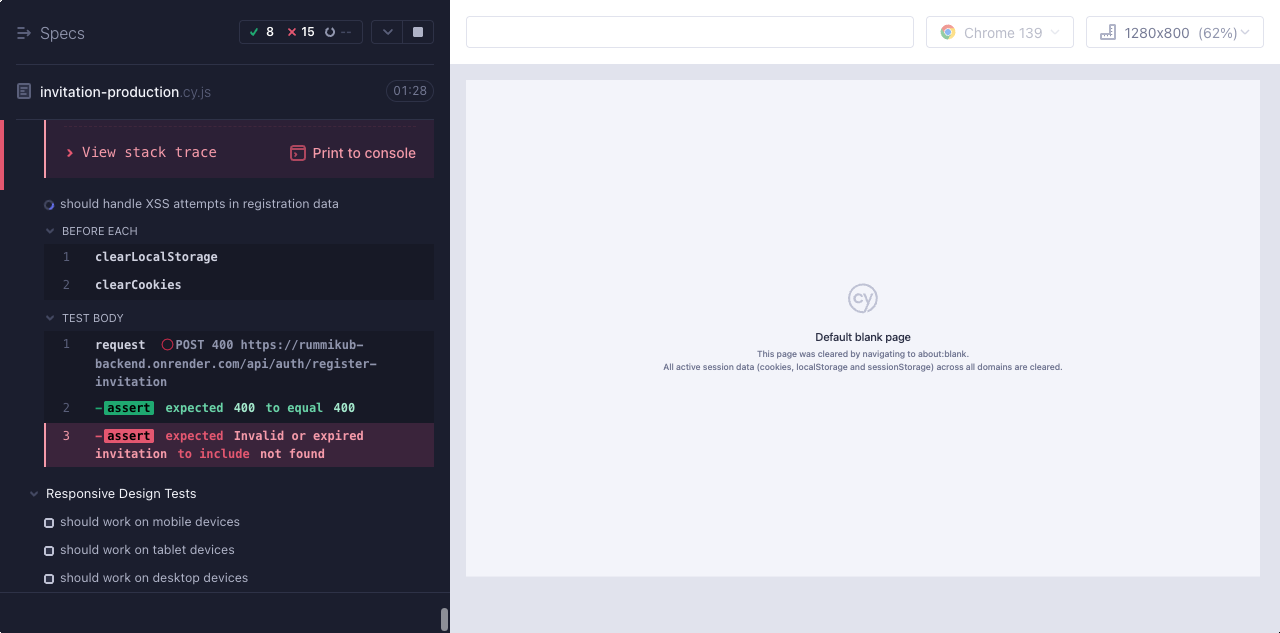 Specs
8 15 --
invitation-production.cy.js 01:28
View stack trace Print to console
should handle XSS attempts in registration data
BEFORE EACH
1 clearLocalStorage
2 clearCookies
TEST BODY
1 request POST 400 https://rummikub-
backend.onrender.com/api/auth/register-
invitation
2 -assert expected 400 to equal 400
3 -assert expected Invalid or expired
invitation to include not found
Responsive Design Tests
should work on mobile devices
should work on tablet devices
should work on desktop devices
Chrome 139
1280x800 (62%)
cy
Default blank page
This page was cleared by navigating to about:blank.
All active session data (cookies, localStorage and sessionStorage) across all domains are cleared.